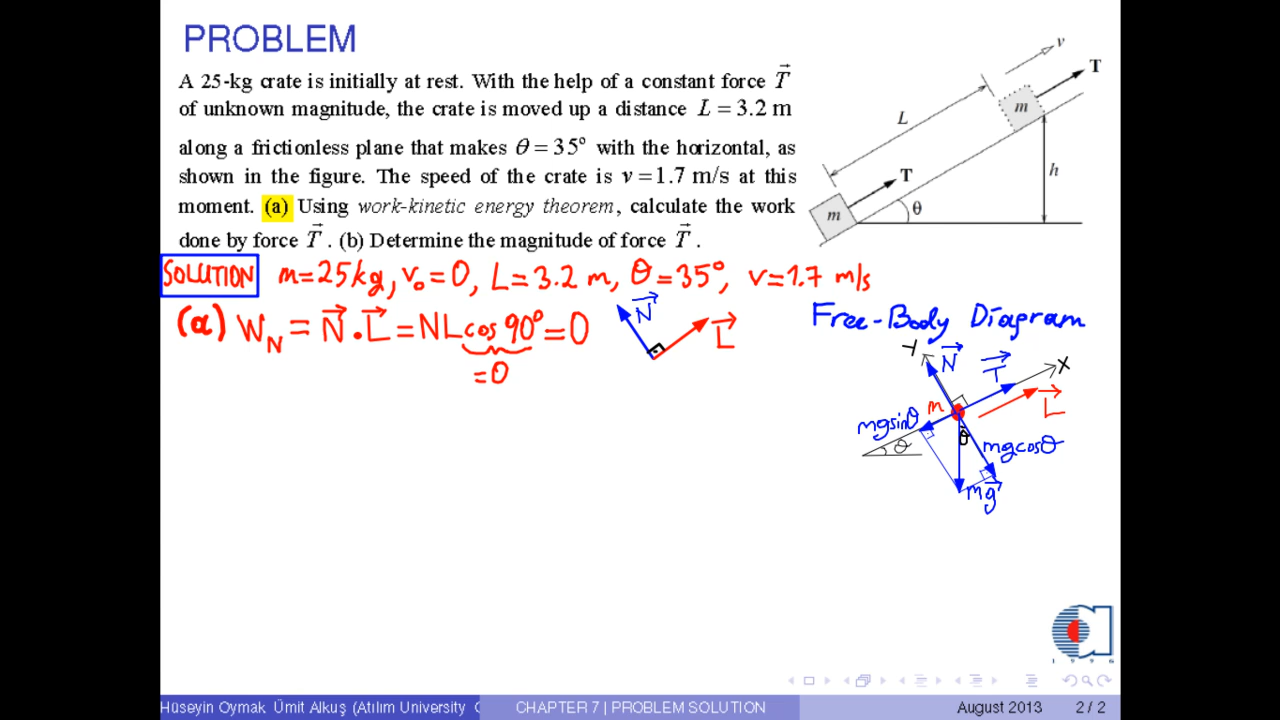 PROBLEM
A 25-kg crate is initially at rest. With the help of a constant force T⃗
of unknown magnitude, the crate is moved up a distance L = 3.2 m
along a frictionless plane that makes θ = 35° with the horizontal, as
shown in the figure. The speed of the crate is v = 1.7 m/s at this
moment. (a) Using work-kinetic energy theorem, calculate the work
done by force T⃗ . (b) Determine the magnitude of force T⃗ .
v
T
m
L
h
T
m
θ
SOLUTION m=25kg, v₀=0, L=3.2 m, θ=35°, v=1.7 m/s
(a) W_N = N⃗ . L⃗ = NL cos 90° = 0
=0
N⃗
L⃗
Free-Body Diagram
Y
N⃗
T⃗
X
m
L⃗
mgsinθ
θ
θ
mgcosθ
mg⃗
1 9 9 6
Hüseyin Oymak, Ümit Alkuş (Atılım University
CHAPTER 7 | PROBLEM SOLUTION
August 2013 2 / 2